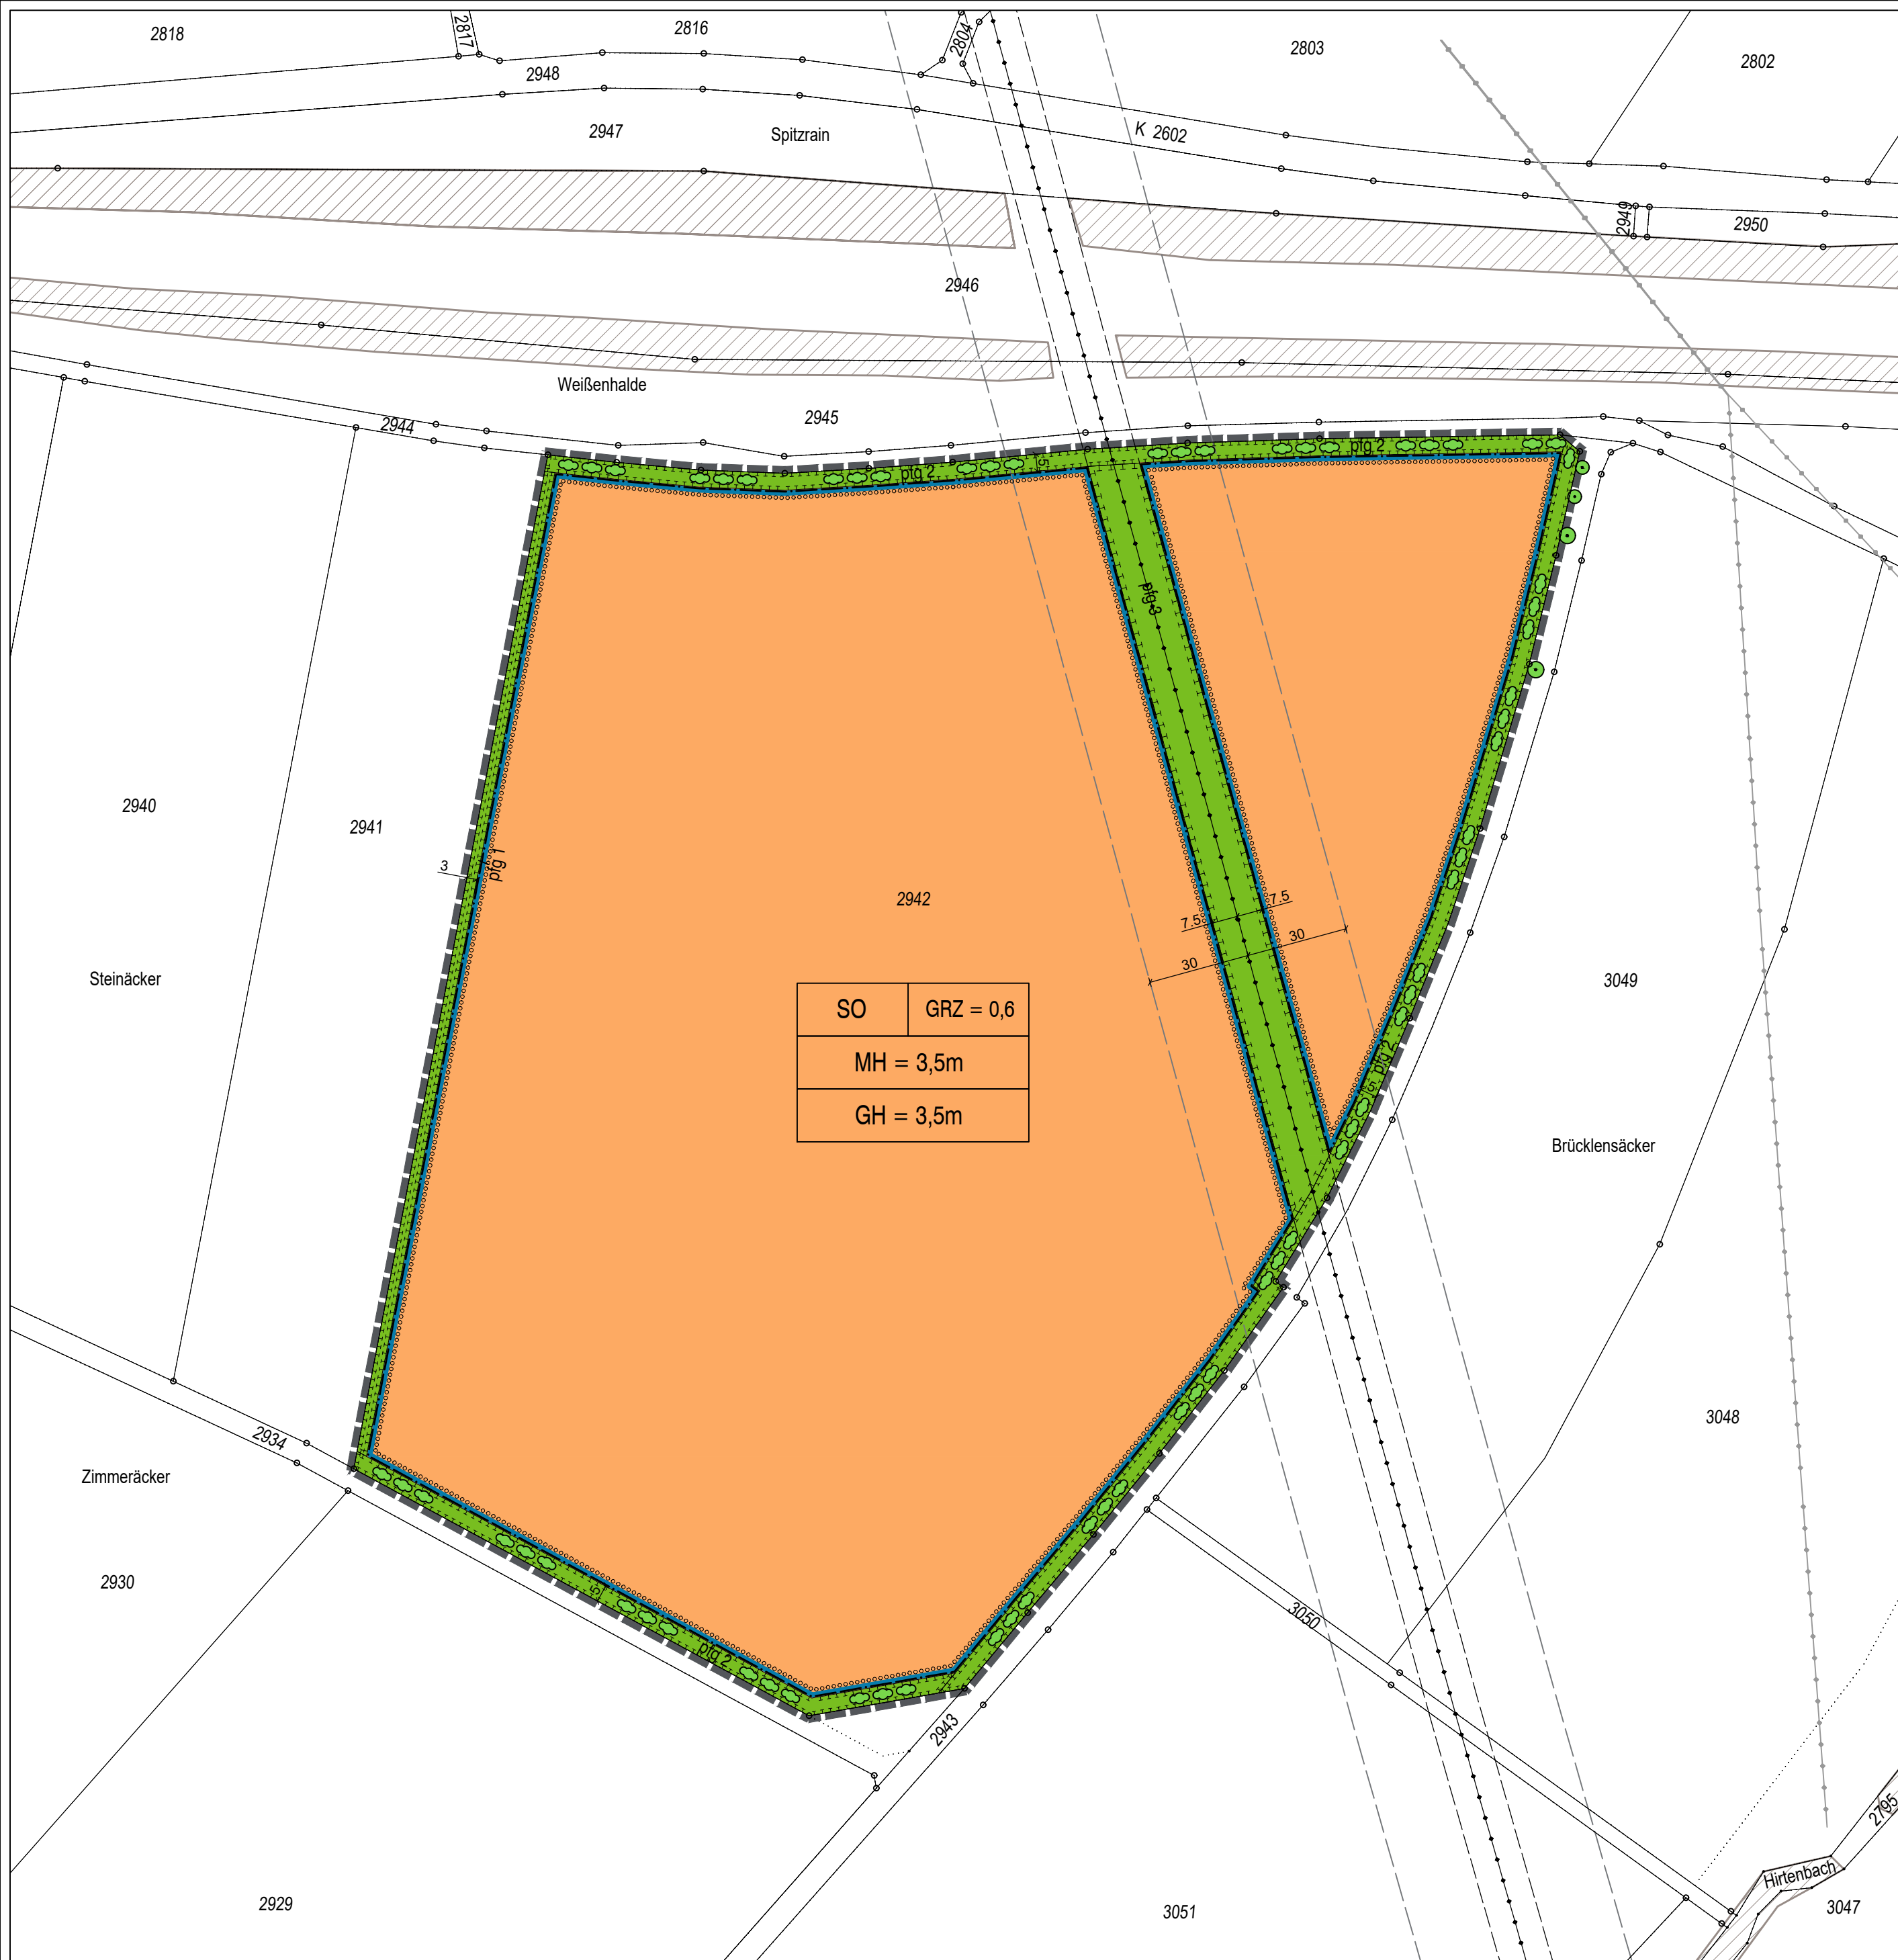 2818
2817
2816
2804
2803
2802
2948
2947
Spitzrain
K 2602
2949
2950
2946
Weißenhalde
2945
2944
pfg 2
5
pfg 2
pfg 3
2940
2941
3
pfg 1
2942
7.5
7.5
30
30
Steinäcker
3049
SO
GRZ = 0,6
MH = 3,5m
GH = 3,5m
pfg 2
5
Brücklensäcker
3048
2934
Zimmeräcker
2930
5
pfg 2
3050
2943
2795
Hirtenbach
2929
3051
3047